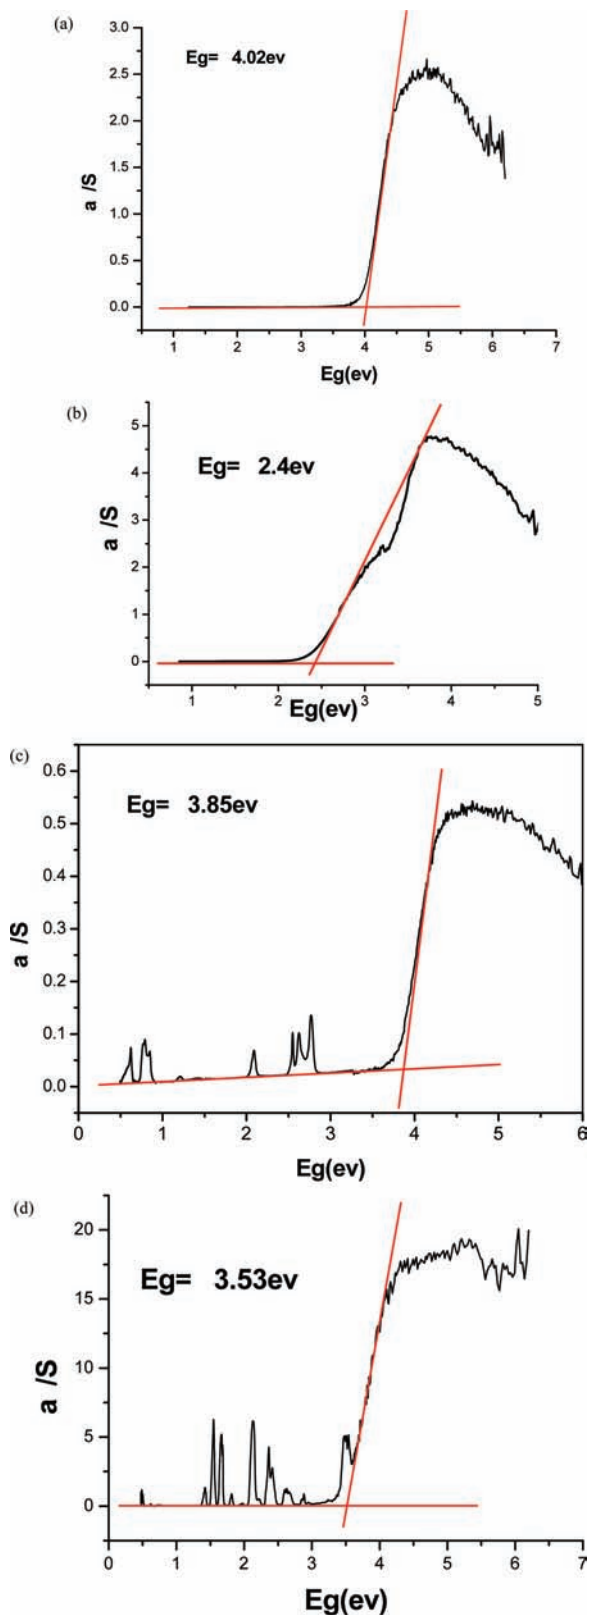 (a)
3.0
Eg= 4.02ev
2.5
2.0
1.5
1.0
0.5
0.0
a /S
1 2 3 4 5 6 7
Eg(ev)
(b)
5
Eg= 2.4ev
4
3
2
1
0
a /S
1 2 3 4 5
Eg(ev)
(c)
0.6
Eg= 3.85ev
0.5
0.4
0.3
0.2
0.1
0.0
a /S
0 1 2 3 4 5 6
Eg(ev)
(d)
20
Eg= 3.53ev
15
10
5
0
a /S
0 1 2 3 4 5 6 7
Eg(ev)